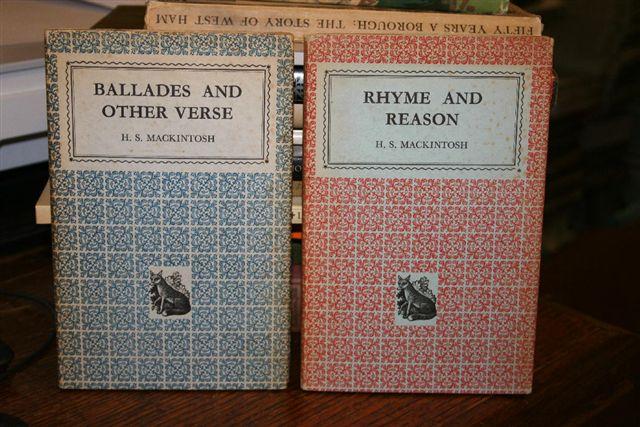 FIFTY YEARS A BOROUGH: THE STORY OF WEST HAM
BALLADES AND
OTHER VERSE
H. S. MACKINTOSH
RHYME AND
REASON
H. S. MACKINTOSH